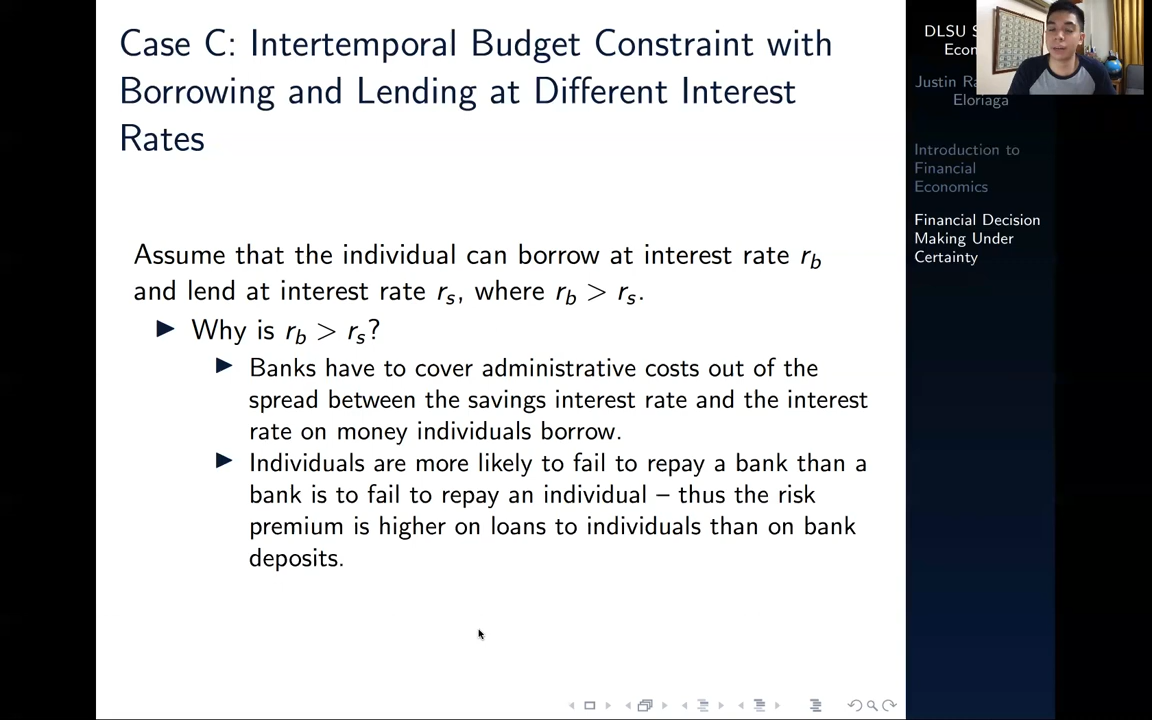 Case C: Intertemporal Budget Constraint with
Borrowing and Lending at Different Interest
Rates
Assume that the individual can borrow at interest rate r_b
and lend at interest rate r_s, where r_b > r_s.
▶ Why is r_b > r_s?
▶ Banks have to cover administrative costs out of the
spread between the savings interest rate and the interest
rate on money individuals borrow.
▶ Individuals are more likely to fail to repay a bank than a
bank is to fail to repay an individual – thus the risk
premium is higher on loans to individuals than on bank
deposits.
DLSU
Justin
Eloriaga
Introduction to
Financial
Economics
Financial Decision
Making Under
Certainty